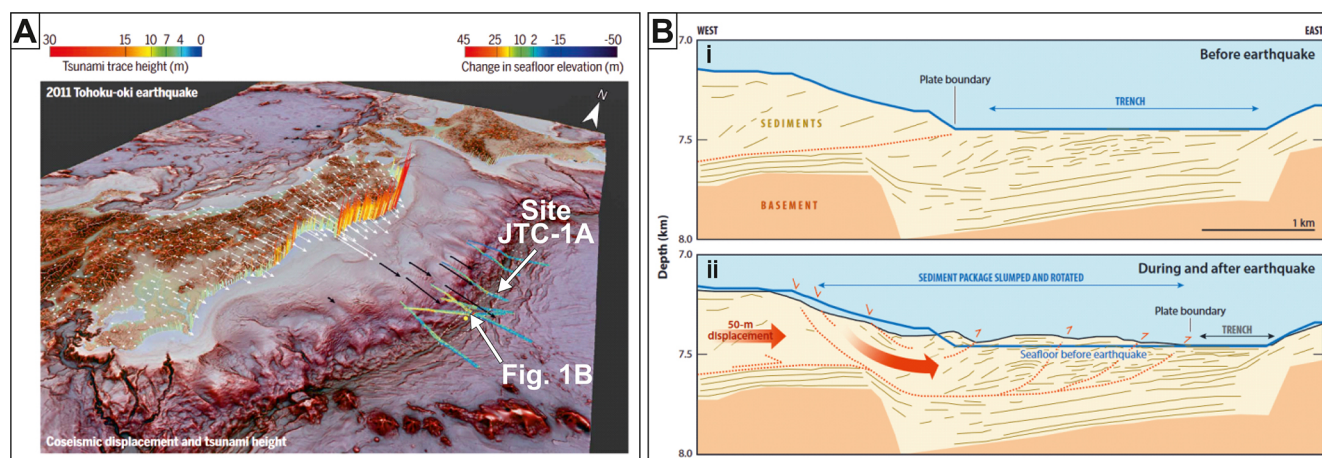 A
30 15 10 7 4 0
Tsunami trace height (m)
45 25 10 2 -15 -50
Change in seafloor elevation (m)
2011 Tohoku-oki earthquake
N
Site
JTC-1A
Fig. 1B
Coseismic displacement and tsunami height
B
WEST
EAST
7.0
i
Before earthquake
Plate boundary
TRENCH
SEDIMENTS
7.5
BASEMENT
1 km
8.0
Depth (km)
7.0
ii
During and after earthquake
SEDIMENT PACKAGE SLUMPED AND ROTATED
Plate boundary
50-m
displacement
TRENCH
Seafloor before earthquake
7.5
8.0